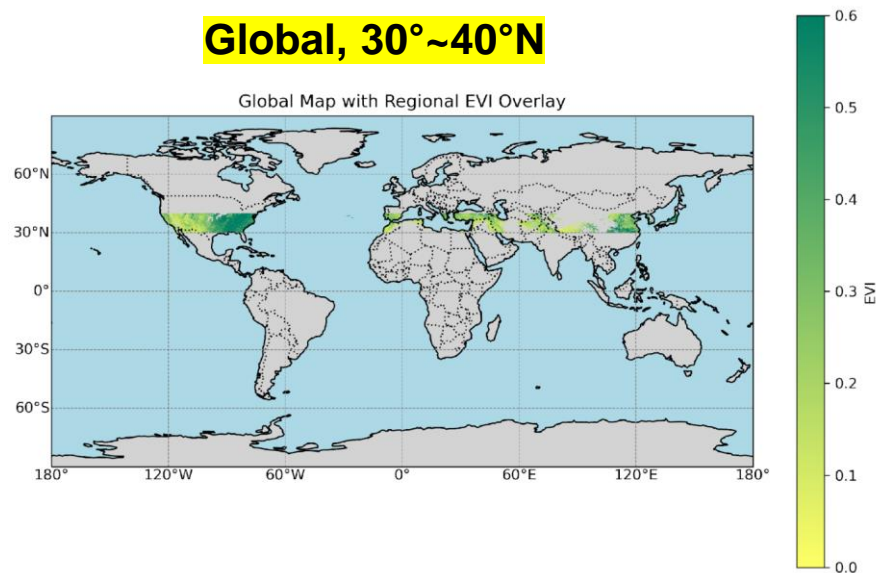 Global, 30°~40°N
Global Map with Regional EVI Overlay
60°N
30°N
0°
30°S
60°S
180° 120°W 60°W 0° 60°E 120°E 180°
0.6
0.5
0.4
0.3
0.2
0.1
0.0
EVI